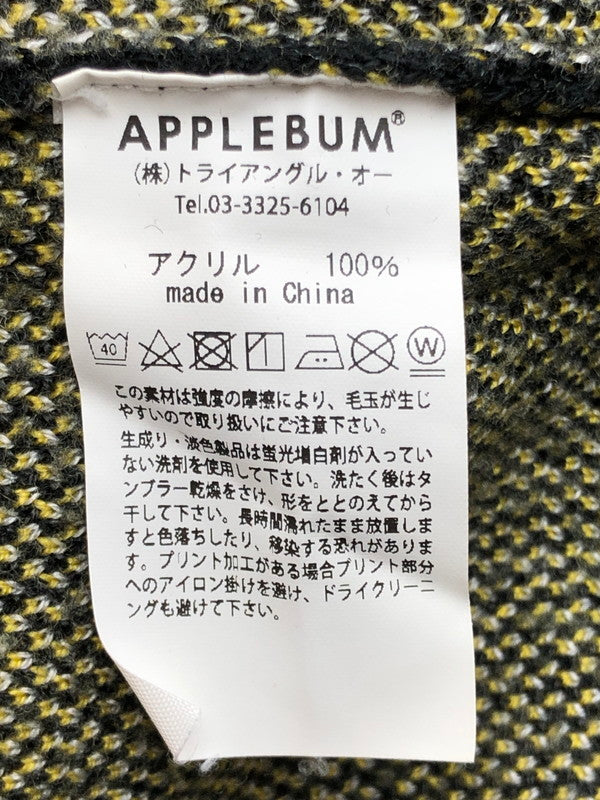 APPLEBUM®
(株)トライアングル・オー
Tel.03-3325-6104
アクリル 100%
made in China
40 W
この素材は強度の摩擦により、毛玉が生じ
やすいので取り扱いにご注意下さい。
生成り・淡色製品は蛍光増白剤が入ってい
ない洗剤を使用して下さい。洗たく後はタ
ンブラー乾燥をさけ、形をととのえてから
干して下さい。長時間濡れたまま放置しま
すと色落ちしたり、移染する恐れがありま
す。プリント加工がある場合プリント部分
へのアイロン掛けを避け、ドライクリーニ
ングも避けて下さい。